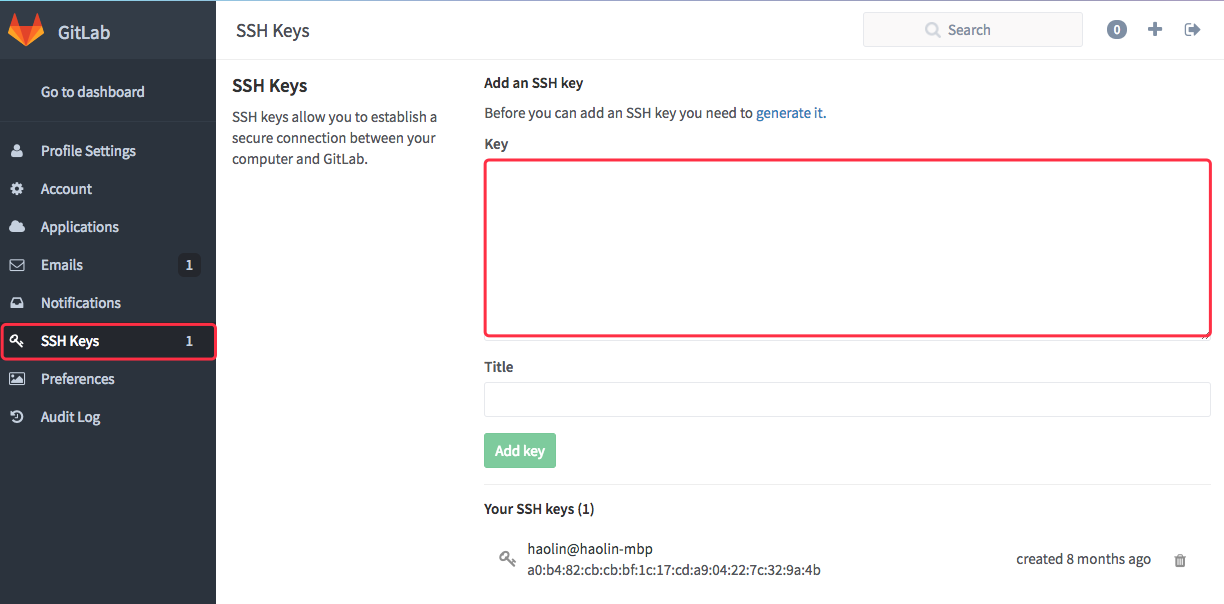 GitLab
Go to dashboard
Profile Settings
Account
Applications
Emails 1
Notifications
SSH Keys 1
Preferences
Audit Log
SSH Keys
Search
0
SSH Keys
SSH keys allow you to establish a
secure connection between your
computer and GitLab.
Add an SSH key
Before you can add an SSH key you need to generate it.
Key
Title
Add key
Your SSH keys (1)
haolin@haolin-mbp
a0:b4:82:cb:cb:bf:1c:17:cd:a9:04:22:7c:32:9a:4b
created 8 months ago